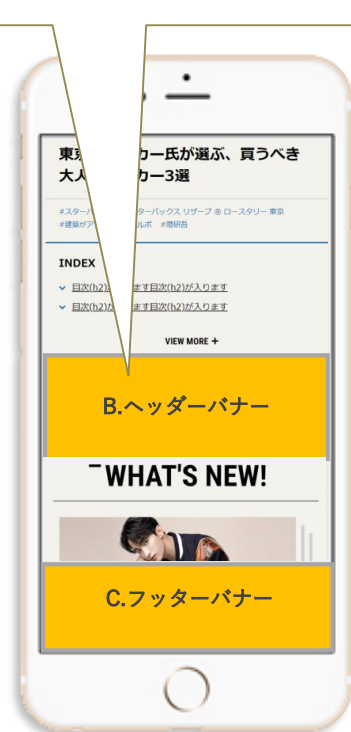 東京 カー氏が選ぶ、買うべき
大人 カー3選
#スターバ ターバックス リザーブ ® ロースタリー 東京
#建築がア ルポ #隈研吾
INDEX
目次(h2)が ます目次(h2)が入ります
目次(h2)が ます目次(h2)が入ります
VIEW MORE +
B.ヘッダーバナー
WHAT'S NEW!
C.フッターバナー